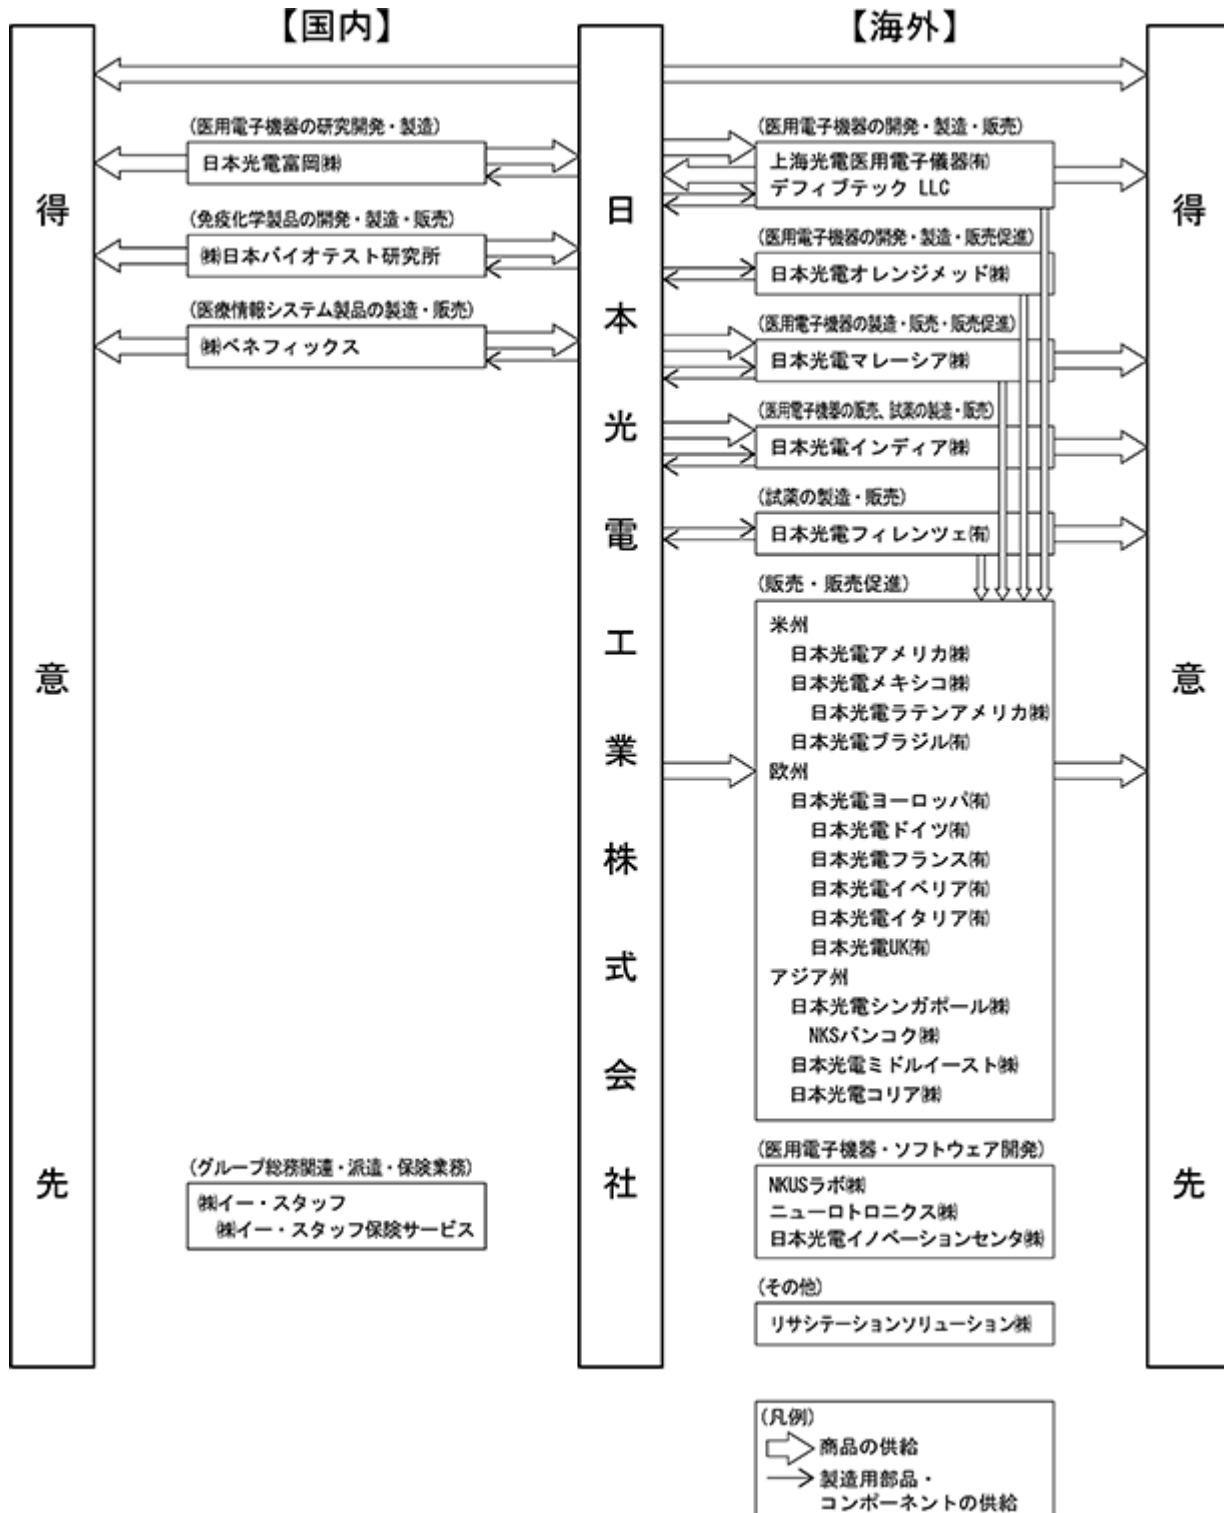 【国内】
【海外】
得意先
日本光電工業株式会社
得意先
(医用電子機器の研究開発・製造)
日本光電富岡㈱
(免疫化学製品の開発・製造・販売)
㈱日本バイオテスト研究所
(医療情報システム製品の製造・販売)
㈱ベネフィックス
(グループ総務関連・派遣・保険業務)
㈱イー・スタッフ
㈱イー・スタッフ保険サービス
(医用電子機器の開発・製造・販売)
上海光電医用電子儀器㈲
デフィブテック LLC
(医用電子機器の開発・製造・販売促進)
日本光電オレンジメッド㈱
(医用電子機器の製造・販売・販売促進)
日本光電マレーシア㈱
(医用電子機器の販売、試薬の製造・販売)
日本光電インディア㈱
(試薬の製造・販売)
日本光電フィレンツェ㈲
(販売・販売促進)
米州
日本光電アメリカ㈱
日本光電メキシコ㈱
日本光電ラテンアメリカ㈱
日本光電ブラジル㈲
欧州
日本光電ヨーロッパ㈲
日本光電ドイツ㈲
日本光電フランス㈲
日本光電イベリア㈲
日本光電イタリア㈲
日本光電UK㈲
アジア州
日本光電シンガポール㈱
NKSバンコク㈱
日本光電ミドルイースト㈱
日本光電コリア㈱
(医用電子機器・ソフトウェア開発)
NKUSラボ㈱
ニューロトロニクス㈱
日本光電イノベーションセンタ㈱
(その他)
リサシテーションソリューション㈱
(凡例)
商品の供給
製造用部品・
コンポーネントの供給